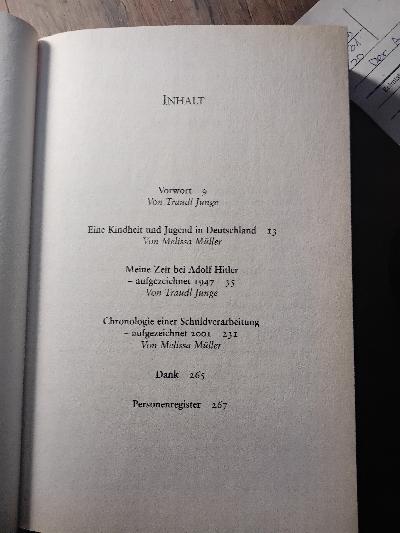 INHALT
Vorwort 9
Von Traudl Junge
Eine Kindheit und Jugend in Deutschland 13
Von Melissa Müller
Meine Zeit bei Adolf Hitler
– aufgezeichnet 1947 35
Von Traudl Junge
Chronologie einer Schuldverarbeitung
– aufgezeichnet 2001 231
Von Melissa Müller
Dank 265
Personenregister 267
Der